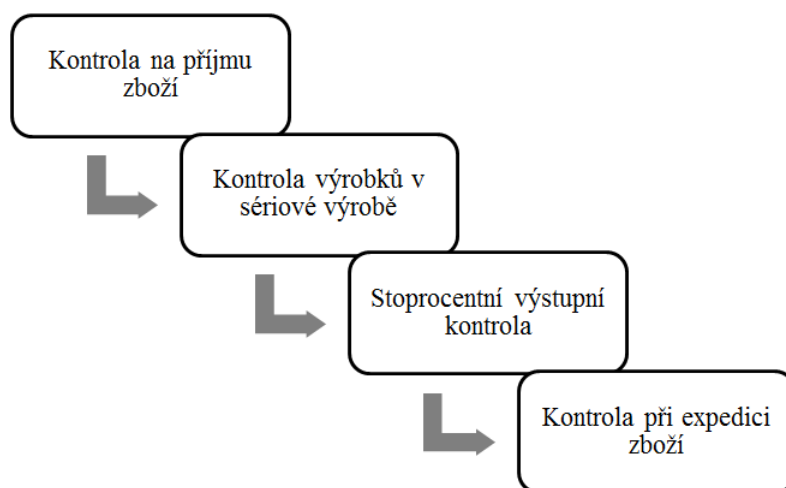 Kontrola na příjmu
zboží
Kontrola výrobků v
sériové výrobě
Stoprocentní výstupní
kontrola
Kontrola při expedici
zboží